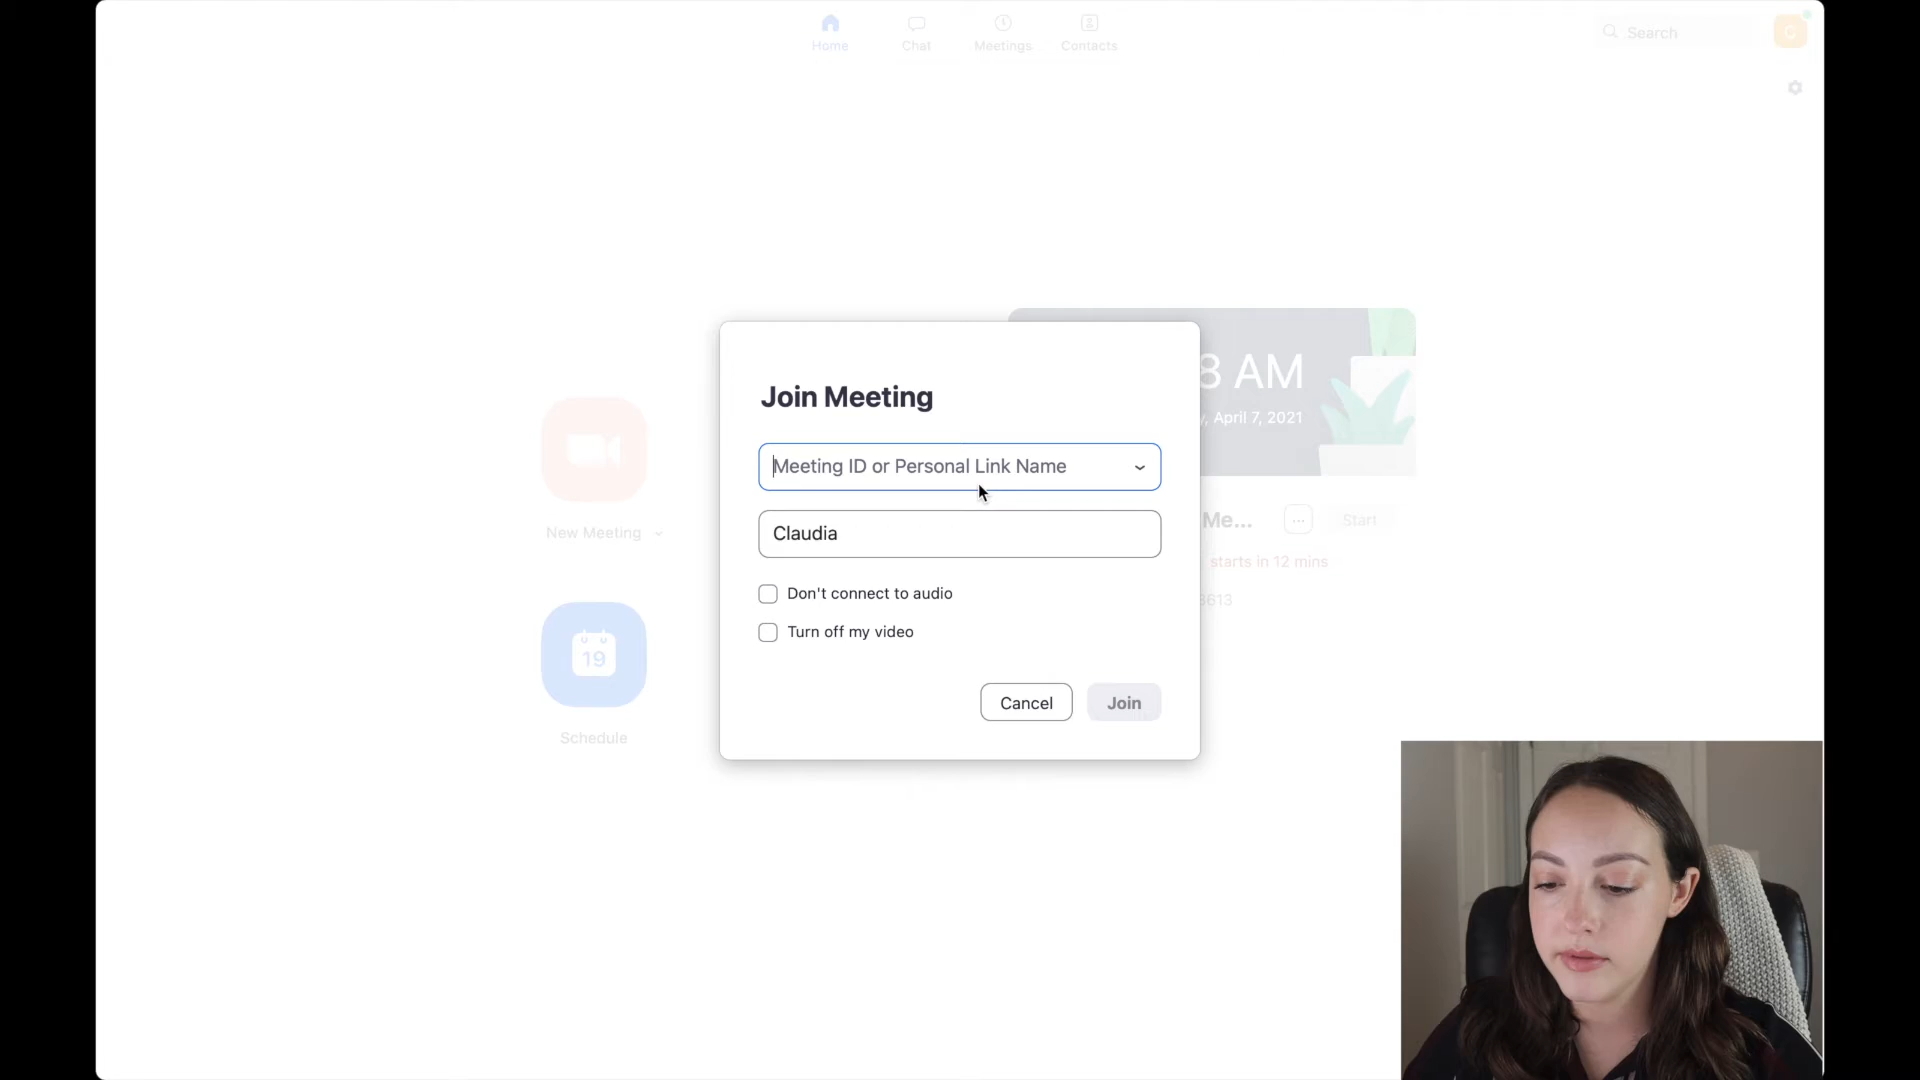 Home
Chat
Meetings
Contacts
Search
C
8 AM
, April 7, 2021
Join Meeting
Meeting ID or Personal Link Name
Claudia
Me...
Start
starts in 12 mins
New Meeting
Don't connect to audio
3613
Turn off my video
19
Cancel
Join
Schedule